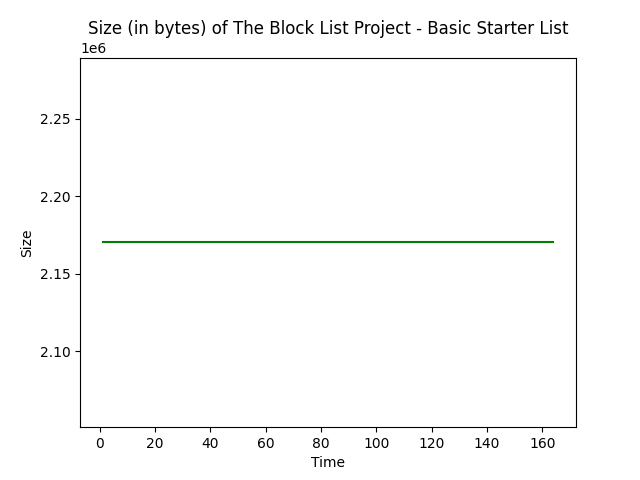 Size (in bytes) of The Block List Project - Basic Starter List
1e6
2.25
2.20
2.15
2.10
Size
0 20 40 60 80 100 120 140 160
Time